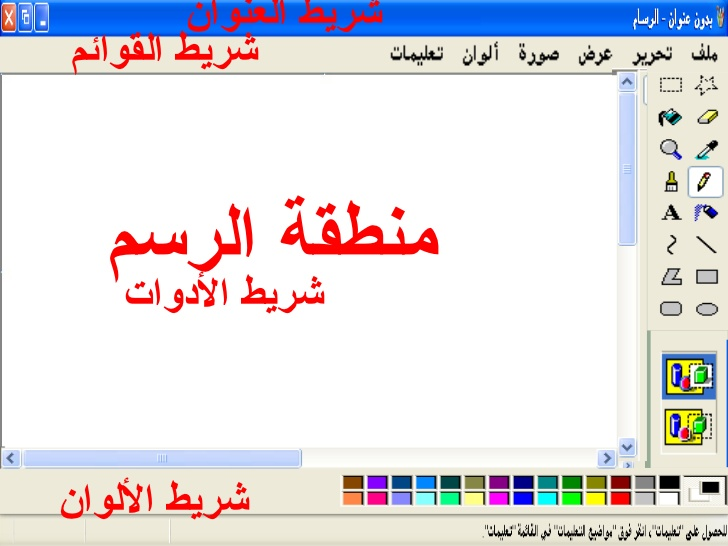 بدون عنوان - الرسام
شريط العنوان
ملف تحرير عرض صورة ألوان تعليمات
شريط القوائم
A
منطقة الرسم
شريط الأدوات
شريط الألوان
للحصول على "تعليمات"، انقر فوق "مواضيع التعليمات" في القائمة "تعليمات".